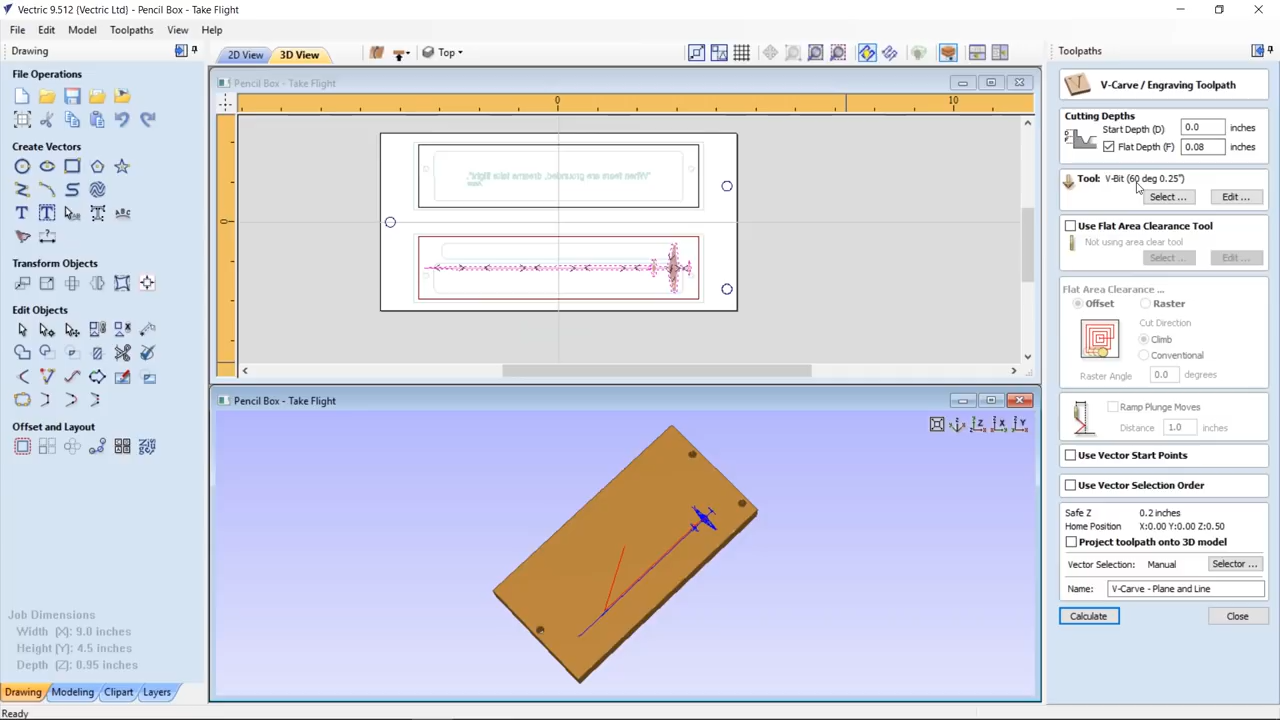 Vectric 9.512 (Vectric Ltd) - Pencil Box - Take Flight
File Edit Model Toolpaths View Help
Drawing
File Operations
Create Vectors
Transform Objects
Edit Objects
Offset and Layout
Job Dimensions
Width (X): 9.0 inches
Height (Y): 4.5 inches
Depth (Z): 0.95 inches
Drawing Modeling Clipart Layers
Ready
2D View 3D View Top
Pencil Box - Take Flight
0 10
0
"When there are grounded, dreams take flight".
Pencil Box - Take Flight
Z X Y
Toolpaths
V-Carve / Engraving Toolpath
Cutting Depths
Start Depth (D) 0.0 inches
Flat Depth (F) 0.08 inches
Tool: V-Bit (60 deg 0.25")
Select ... Edit ...
Use Flat Area Clearance Tool
Not using area clear tool
Select ... Edit ...
Flat Area Clearance ...
Offset Raster
Cut Direction
Climb
Conventional
Raster Angle 0.0 degrees
Ramp Plunge Moves
Distance 1.0 inches
Use Vector Start Points
Use Vector Selection Order
Safe Z 0.2 inches
Home Position X:0.00 Y:0.00 Z:0.50
Project toolpath onto 3D model
Vector Selection: Manual Selector ...
Name: V-Carve - Plane and Line
Calculate Close